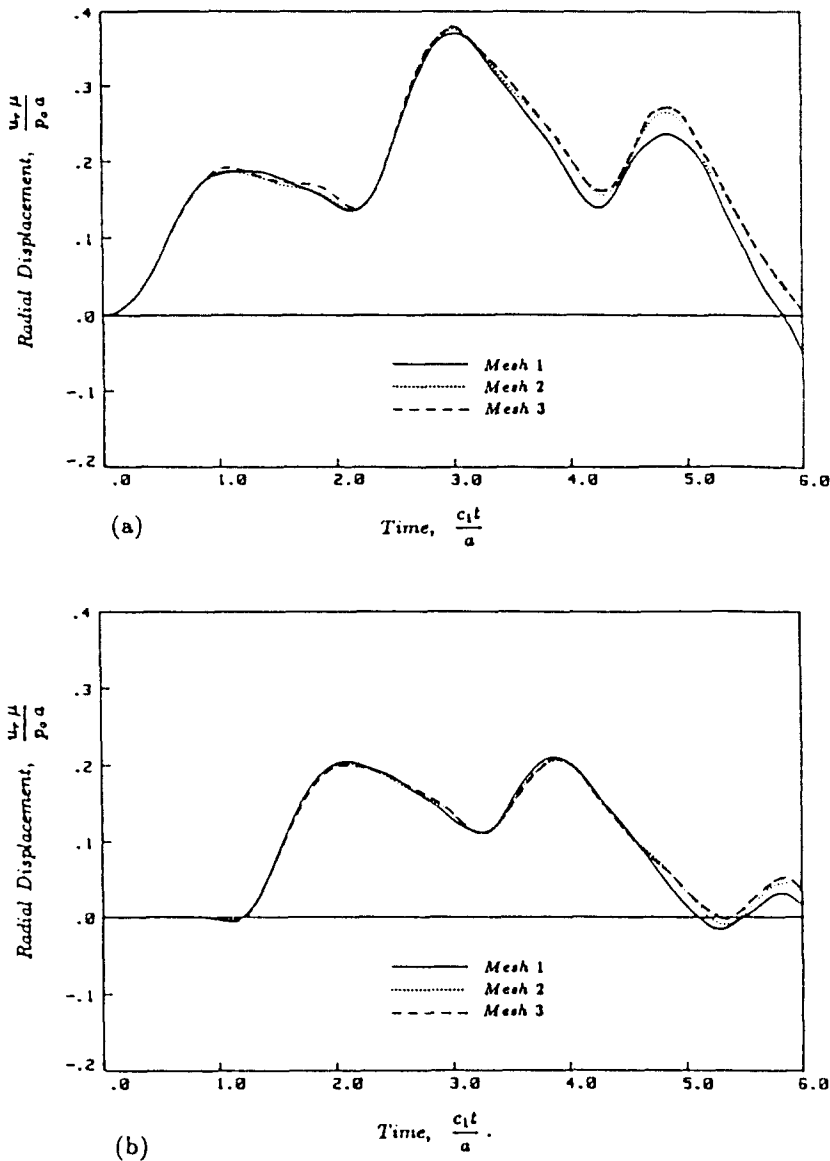 .4
.3
.2
.1
.0
-.1
-.2
Radial Displacement, u_r μ / p_o a
Mesh 1
Mesh 2
Mesh 3
.0 1.0 2.0 3.0 4.0 5.0 6.0
(a) Time, c_1 t / a
.4
.3
.2
.1
.0
-.1
-.2
Radial Displacement, u_r μ / p_o a
Mesh 1
Mesh 2
Mesh 3
.0 1.0 2.0 3.0 4.0 5.0 6.0
(b) Time, c_1 t / a .